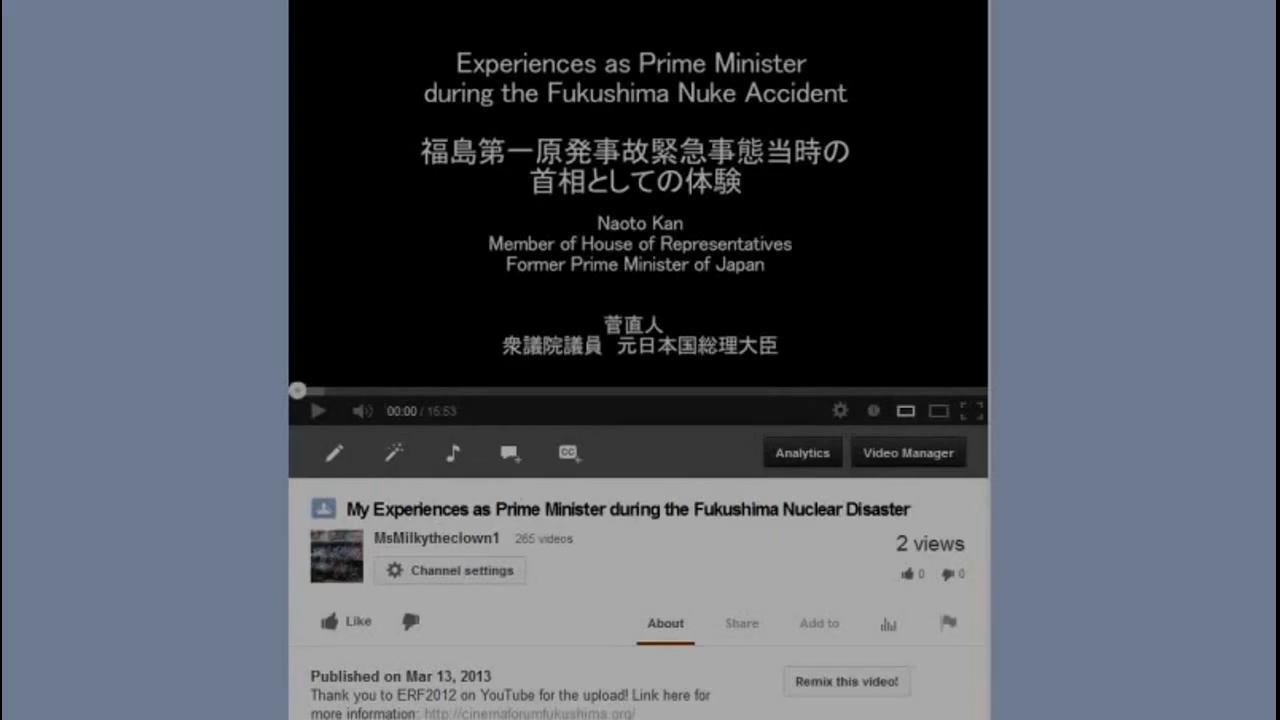 Experiences as Prime Minister
during the Fukushima Nuke Accident
福島第一原発事故緊急事態当時の
首相としての体験
Naoto Kan
Member of House of Representatives
Former Prime Minister of Japan
菅直人
衆議院議員 元日本国総理大臣
00:00 / 15:53
CC
Analytics
Video Manager
My Experiences as Prime Minister during the Fukushima Nuclear Disaster
MsMilkytheclown1 265 videos
2 views
Channel settings
0 0
Like
About Share Add to
Published on Mar 13, 2013
Remix this video!
Thank you to ERF2012 on YouTube for the upload! Link here for
more information: http://cinemaforumfukushima.org/